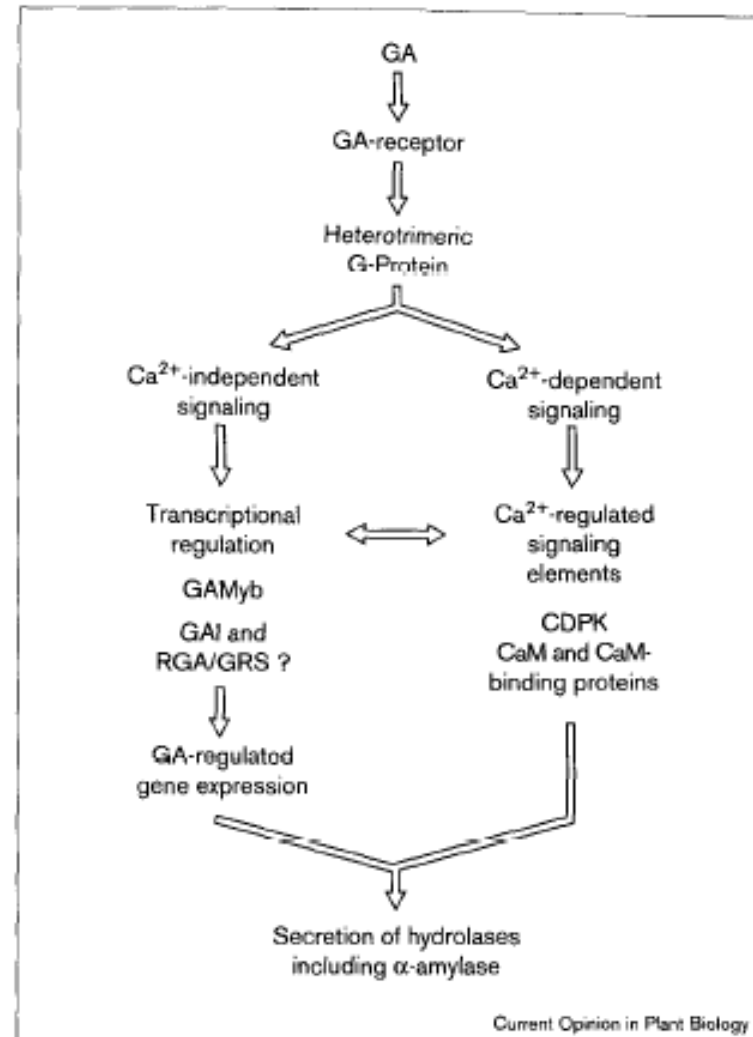 GA
GA-receptor
Heterotrimeric
G-Protein
Ca²⁺-independent
signaling
Ca²⁺-dependent
signaling
Transcriptional
regulation
GAMyb
GAI and
RGA/GRS ?
Ca²⁺-regulated
signaling
elements
CDPK
CaM and CaM-
binding proteins
GA-regulated
gene expression
Secretion of hydrolases
including α-amylase
Current Opinion in Plant Biology